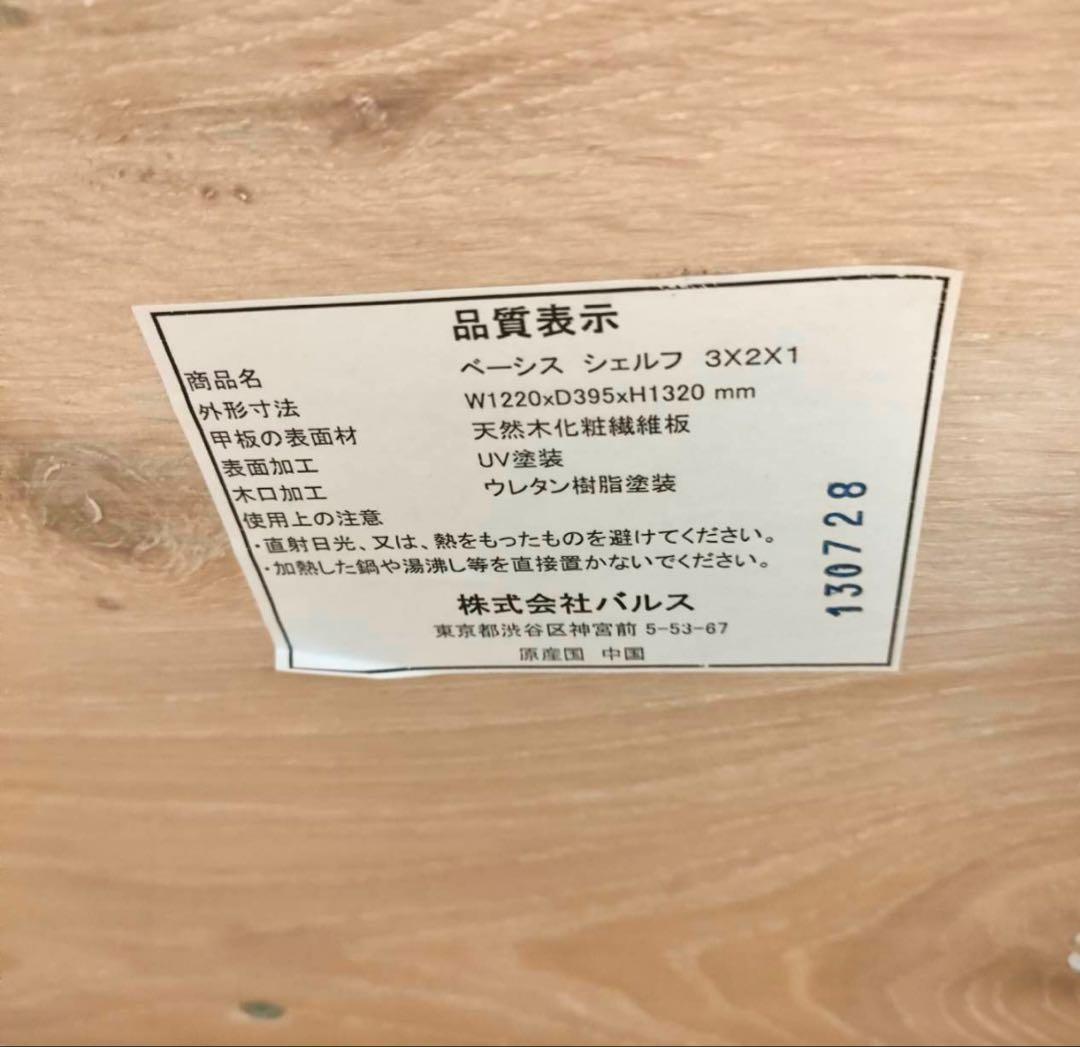 品質表示
商品名 ベーシス シェルフ 3X2X1
外形寸法 W1220xD395xH1320 mm
甲板の表面材 天然木化粧繊維板
表面加工 UV塗装
木口加工 ウレタン樹脂塗装
使用上の注意
・直射日光、又は、熱をもったものを避けてください。
・加熱した鍋や湯沸し等を直接置かないでください。
株式会社バルス
東京都渋谷区神宮前 5-53-67
原産国 中国
130728